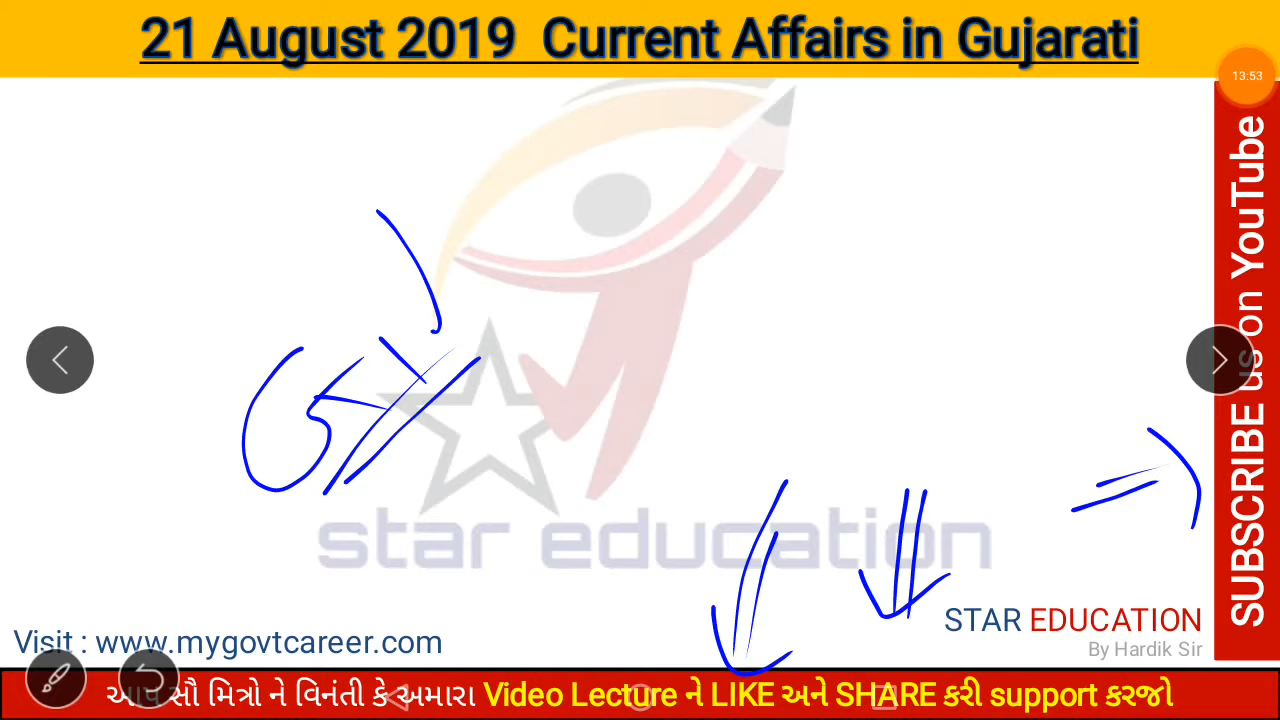 21 August 2019 Current Affairs in Gujarati
13:53
SUBSCRIBE us on YouTube
star education
STAR EDUCATION
By Hardik Sir
Visit : www.mygovtcareer.com
આપ સૌ મિત્રો ને વિનંતી કે અમારા Video Lecture ને LIKE અને SHARE કરી support કરજો